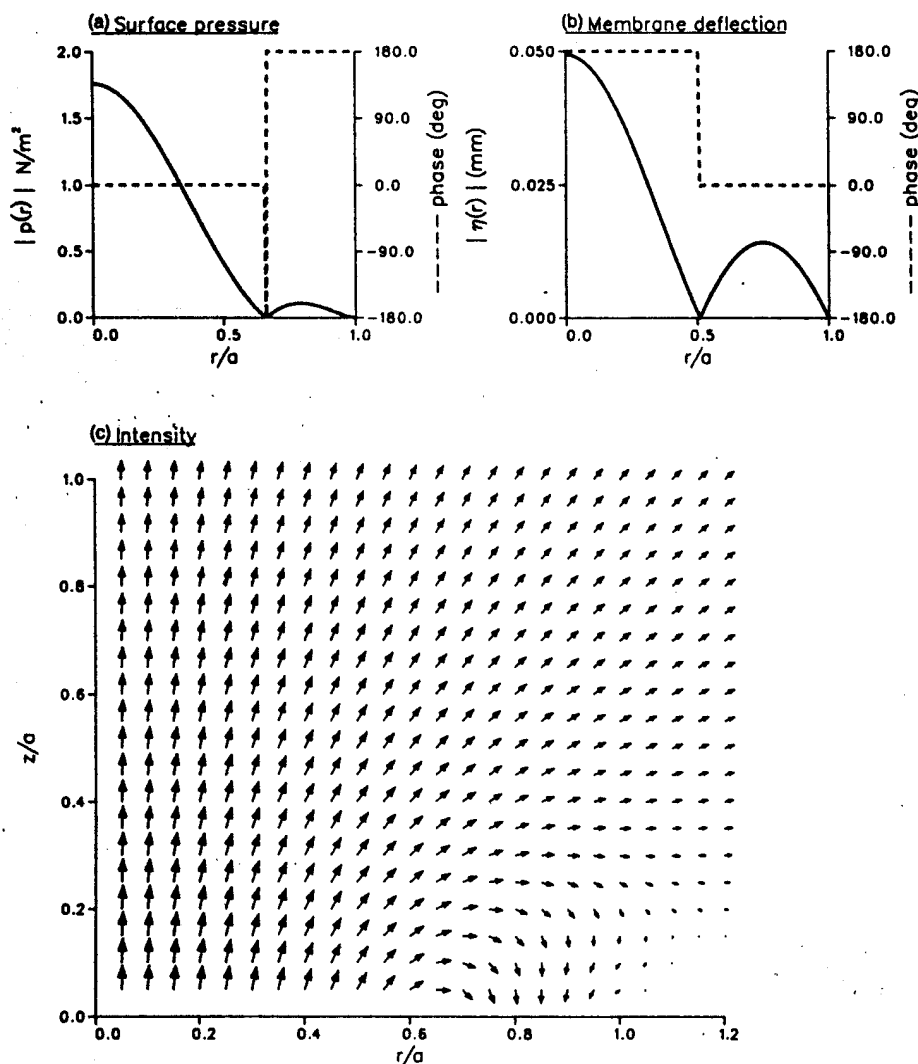 (a) Surface pressure
2.0
1.5
1.0
0.5
0.0
|p(r)| N/m²
180.0
90.0
0.0
-90.0
-180.0
--- phase (deg)
0.0 0.5 1.0
r/a
(b) Membrane deflection
0.050
0.025
0.000
|η(r)| (mm)
180.0
90.0
0.0
-90.0
-180.0
---- phase (deg)
0.0 0.5 1.0
r/a
(c) Intensity
1.0
0.8
0.6
0.4
0.2
0.0
z/a
0.0 0.2 0.4 0.6 0.8 1.0 1.2
r/a